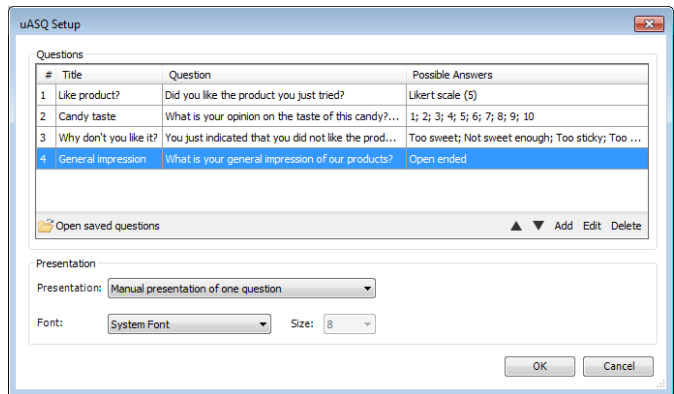 uASQ Setup
Questions
# Title Question Possible Answers
1 Like product? Did you like the product you just tried? Likert scale (5)
2 Candy taste What is your opinion on the taste of this candy?... 1; 2; 3; 4; 5; 6; 7; 8; 9; 10
3 Why don't you like it? You just indicated that you did not like the prod... Too sweet; Not sweet enough; Too sticky; Too ...
4 General impression What is your general impression of our products? Open ended
Open saved questions ▲ ▼ Add Edit Delete
Presentation
Presentation: Manual presentation of one question
Font: System Font Size: 8
OK Cancel